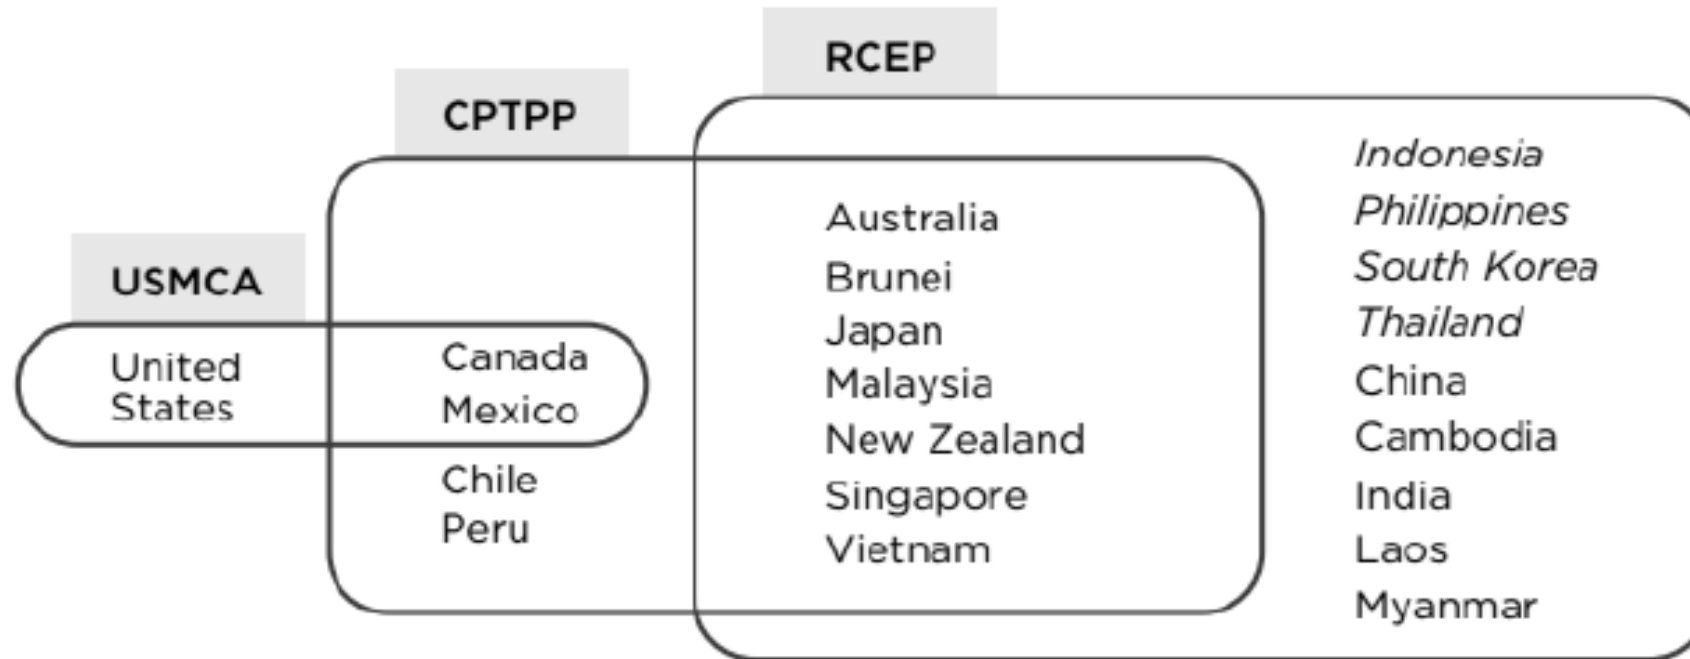 RCEP
CPTPP
USMCA
United
States
Canada
Mexico
Chile
Peru
Australia
Brunei
Japan
Malaysia
New Zealand
Singapore
Vietnam
Indonesia
Philippines
South Korea
Thailand
China
Cambodia
India
Laos
Myanmar